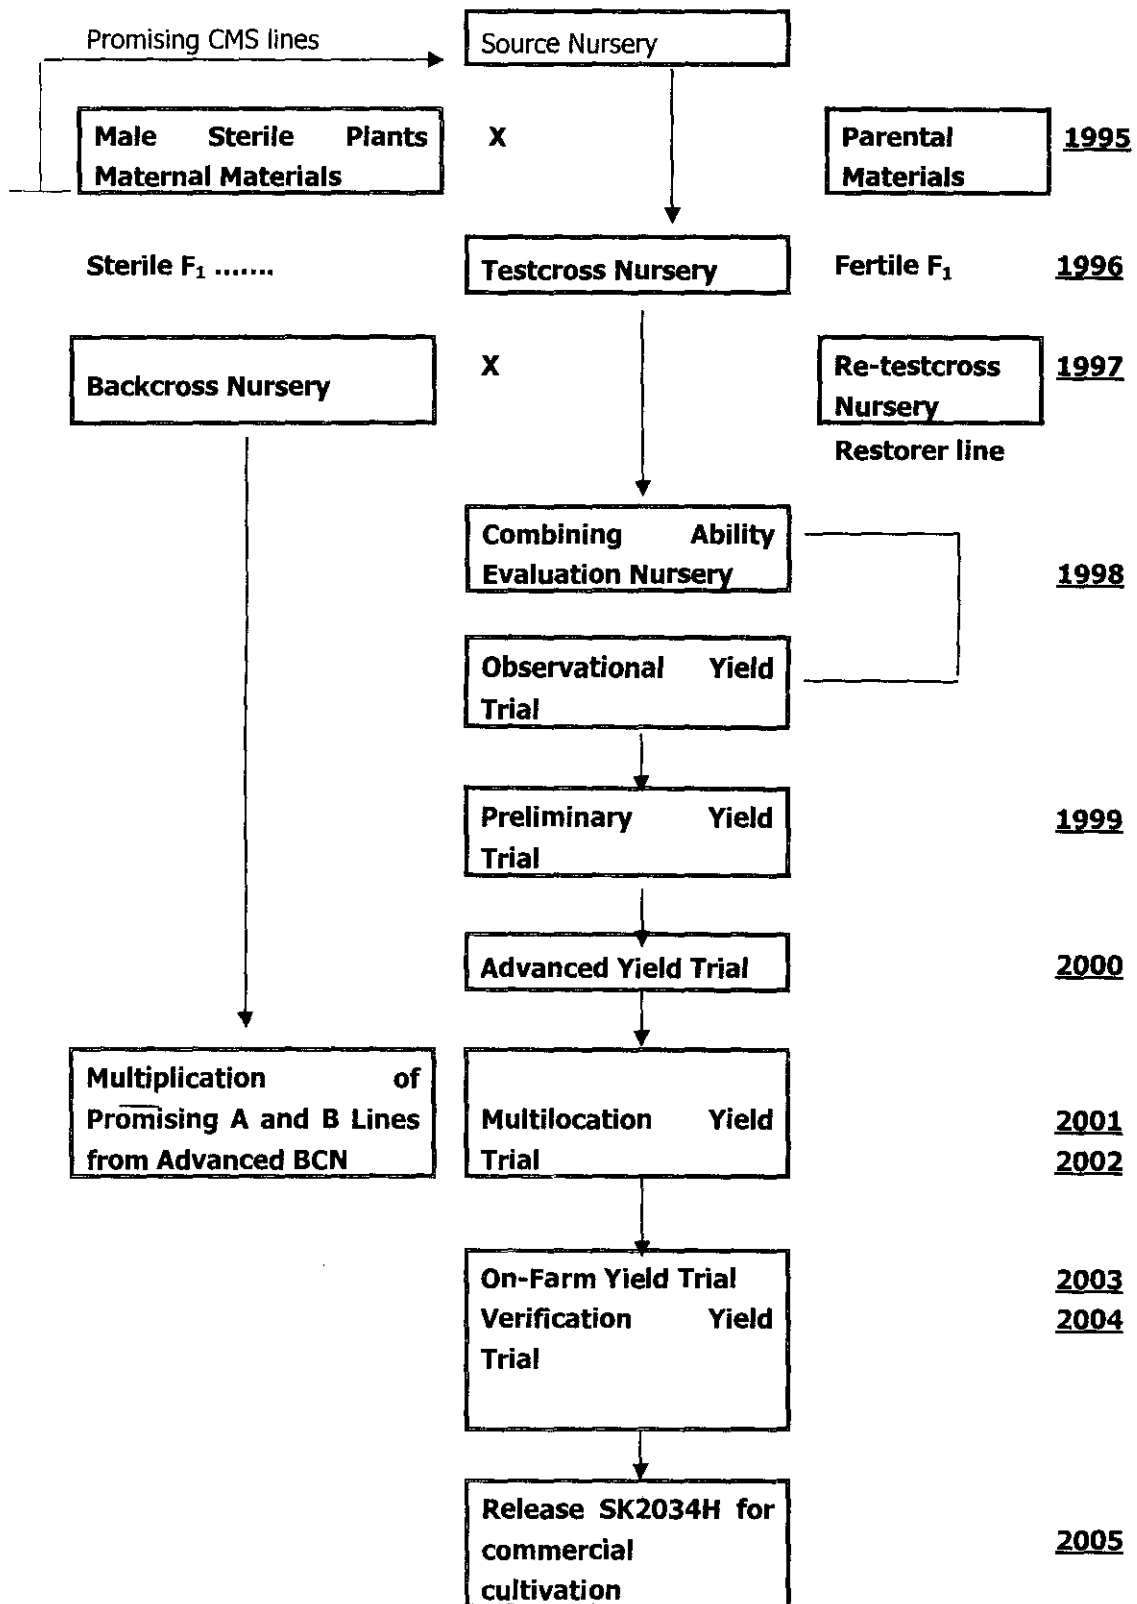 Promising CMS lines
Source Nursery
Male Sterile Plants
Maternal Materials
X
Parental
Materials
1995
Sterile F₁ .......
Testcross Nursery
Fertile F₁
1996
Backcross Nursery
X
Re-testcross
Nursery
1997
Restorer line
Combining Ability
Evaluation Nursery
1998
Observational Yield
Trial
Preliminary Yield
Trial
1999
Advanced Yield Trial
2000
Multiplication of
Promising A and B Lines
from Advanced BCN
Multilocation Yield
Trial
2001
2002
On-Farm Yield Trial
Verification Yield
Trial
2003
2004
Release SK2034H for
commercial
cultivation
2005